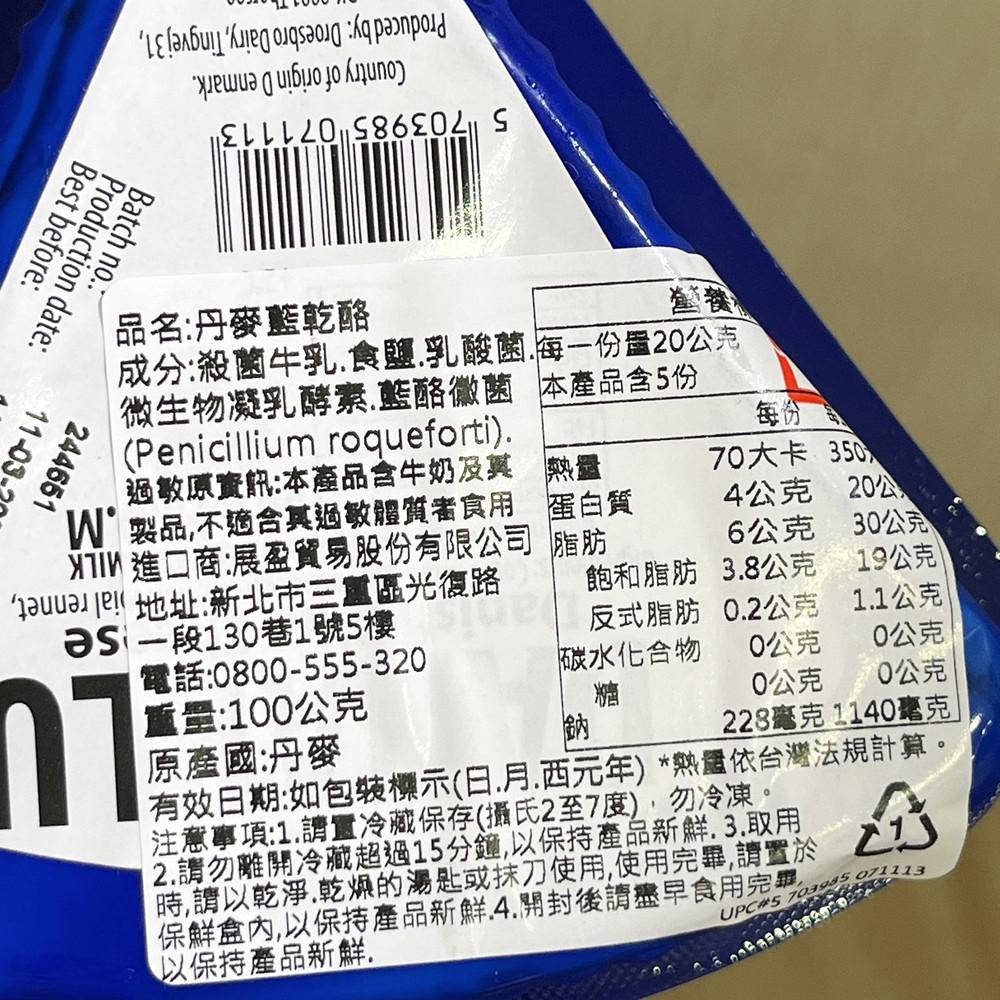 Produced by: Droesbro Dairy, Tingvej 31,
Country of origin D enmark.
5 703985 071113
Batch no...
Production date:
Best before:
244651
11-03-20
M.
MILK
ial rennet,
ese
LU
品名:丹麥藍乾酪
成分:殺菌牛乳.食鹽.乳酸菌.
微生物凝乳酵素.藍酪黴菌
(Penicillium roqueforti).
過敏原資訊:本產品含牛奶及其
製品,不適合其過敏體質者食用
進口商:展盈貿易股份有限公司
地址:新北市三重區光復路
一段130巷1號5樓
電話:0800-555-320
重量:100公克
原產國:丹麥
有效日期:如包裝標示(日.月.西元年)
注意事項:1.請置冷藏保存(攝氏2至7度),勿冷凍。
2.請勿離開冷藏超過15分鐘,以保持產品新鮮.3.取用
時,請以乾淨.乾燥的湯匙或抹刀使用,使用完畢,請置於
保鮮盒內,以保持產品新鮮.4.開封後請盡早食用完畢,
以保持產品新鮮.
營養
每一份量20公克
本產品含5份
每份
熱量 70大卡 350
蛋白質 4公克 20公
脂肪 6公克 30公克
飽和脂肪 3.8公克 19公克
反式脂肪 0.2公克 1.1公克
碳水化合物 0公克 0公克
糖 0公克 0公克
鈉 228毫克 1140毫克
*熱量依台灣法規計算。
1
UPC#5 703985 071113